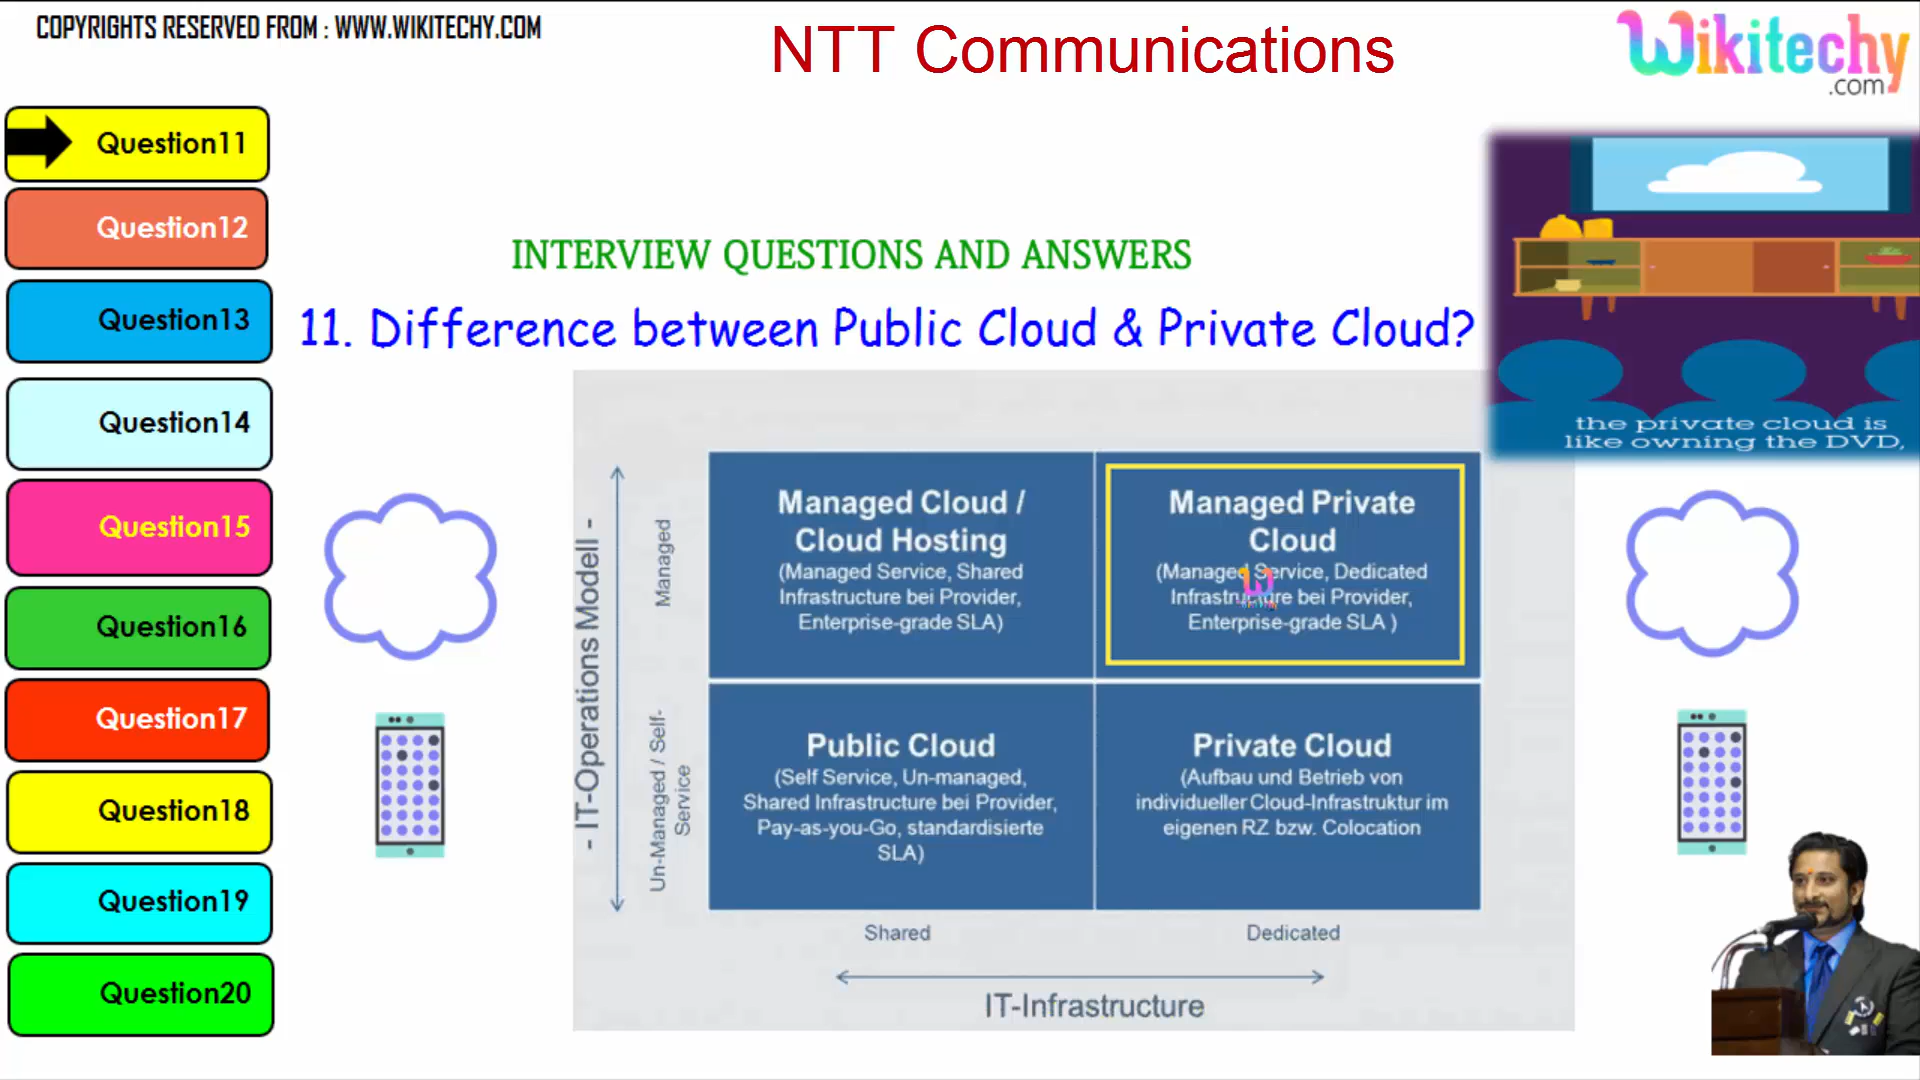 COPYRIGHTS RESERVED FROM : WWW.WIKITECHY.COM
NTT Communications
Wikitechy
.com
Question11
Question12
Question13
Question14
Question15
Question16
Question17
Question18
Question19
Question20
INTERVIEW QUESTIONS AND ANSWERS
11. Difference between Public Cloud & Private Cloud?
the private cloud is
like owning the DVD,
- IT-Operations Modell -
Managed
Un-Managed / Self-
Service
Managed Cloud /
Cloud Hosting
(Managed Service, Shared
Infrastructure bei Provider,
Enterprise-grade SLA)
Managed Private
Cloud
(Managed Service, Dedicated
Infrastructure bei Provider,
Enterprise-grade SLA )
Public Cloud
(Self Service, Un-managed,
Shared Infrastructure bei Provider,
Pay-as-you-Go, standardisierte
SLA)
Private Cloud
(Aufbau und Betrieb von
individueller Cloud-Infrastruktur im
eigenen RZ bzw. Colocation
Shared
Dedicated
IT-Infrastructure